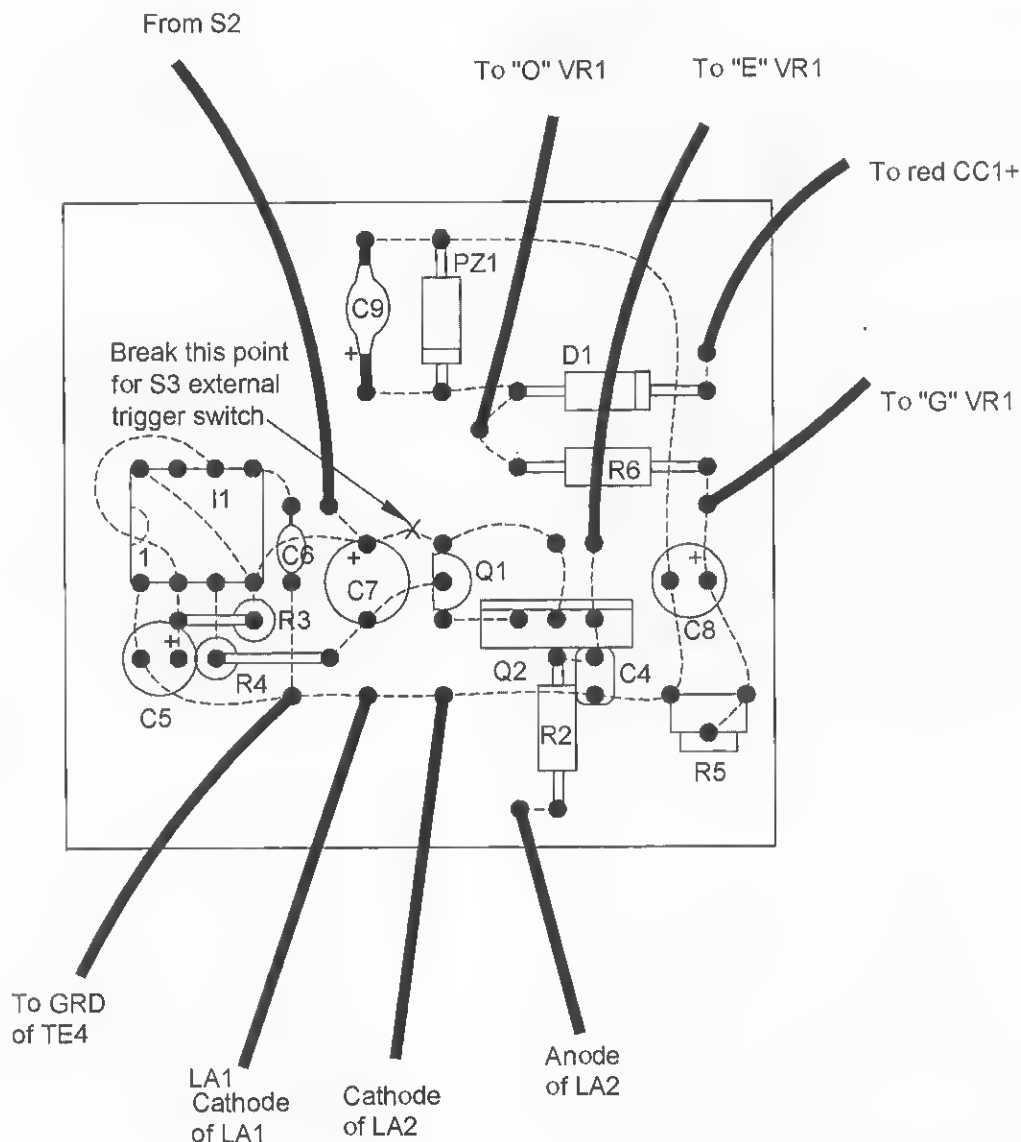 From S2
To "O" VR1
To "E" VR1
To red CC1+
PZ1
C9
+
Break this point
for S3 external
trigger switch
D1
To "G" VR1
R6
I1
1
C6
+
C7
Q1
+
C8
R3
+
R4
C5
Q2
C4
R2
R5
To GRD
of TE4
LA1
Cathode
of LA1
Cathode
of LA2
Anode
of LA2